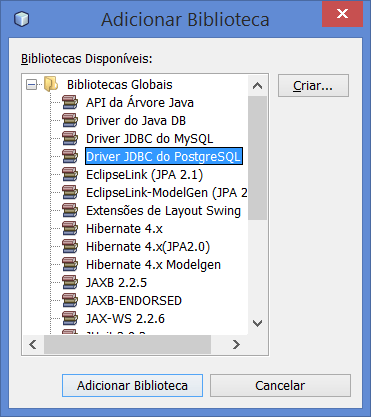 Adicionar Biblioteca
Bibliotecas Disponíveis:
Bibliotecas Globais
Criar...
API da Árvore Java
Driver do Java DB
Driver JDBC do MySQL
Driver JDBC do PostgreSQL
EclipseLink (JPA 2.1)
EclipseLink-ModelGen (JPA 2
Extensões de Layout Swing
Hibernate 4.x
Hibernate 4.x(JPA2.0)
Hibernate 4.x Modelgen
JAXB 2.2.5
JAXB-ENDORSED
JAX-WS 2.2.6
Adicionar Biblioteca
Cancelar